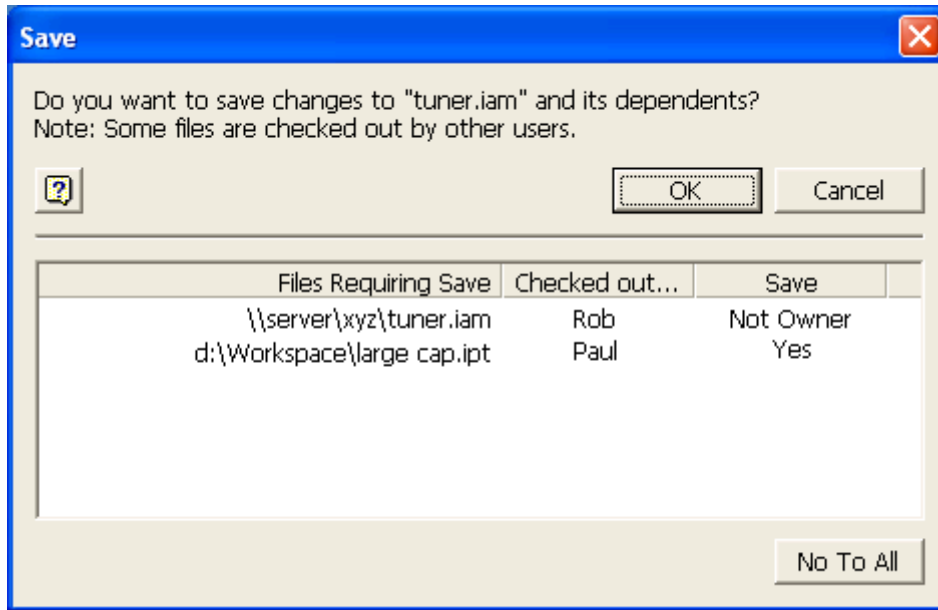 Save
Do you want to save changes to "tuner.iam" and its dependents?
Note: Some files are checked out by other users.
OK Cancel
Files Requiring Save Checked out... Save
\\server\xyz\tuner.iam Rob Not Owner
d:\Workspace\large cap.ipt Paul Yes
No To All